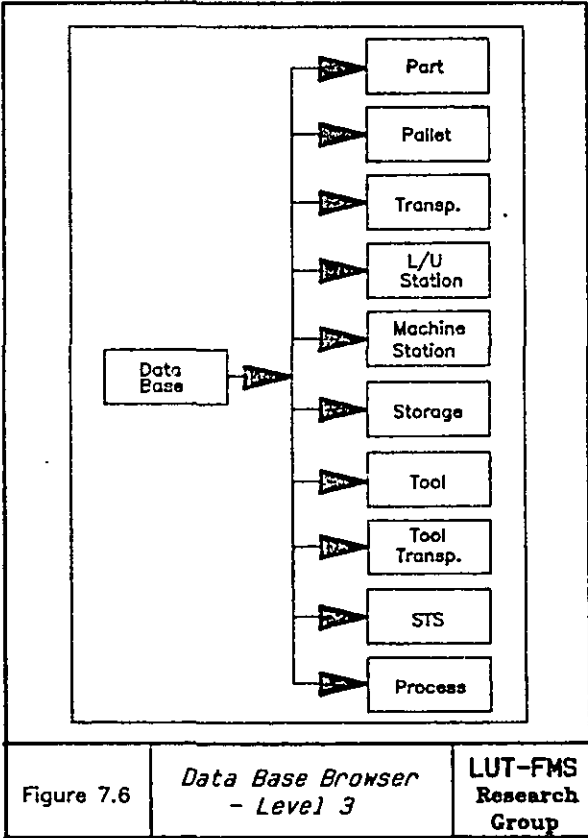 Part
Pallet
Transp.
L/U
Station
Machine
Station
Data
Base
Storage
Tool
Tool
Transp.
STS
Process
Figure 7.6
Data Base Browser
- Level 3
LUT-FMS
Research
Group